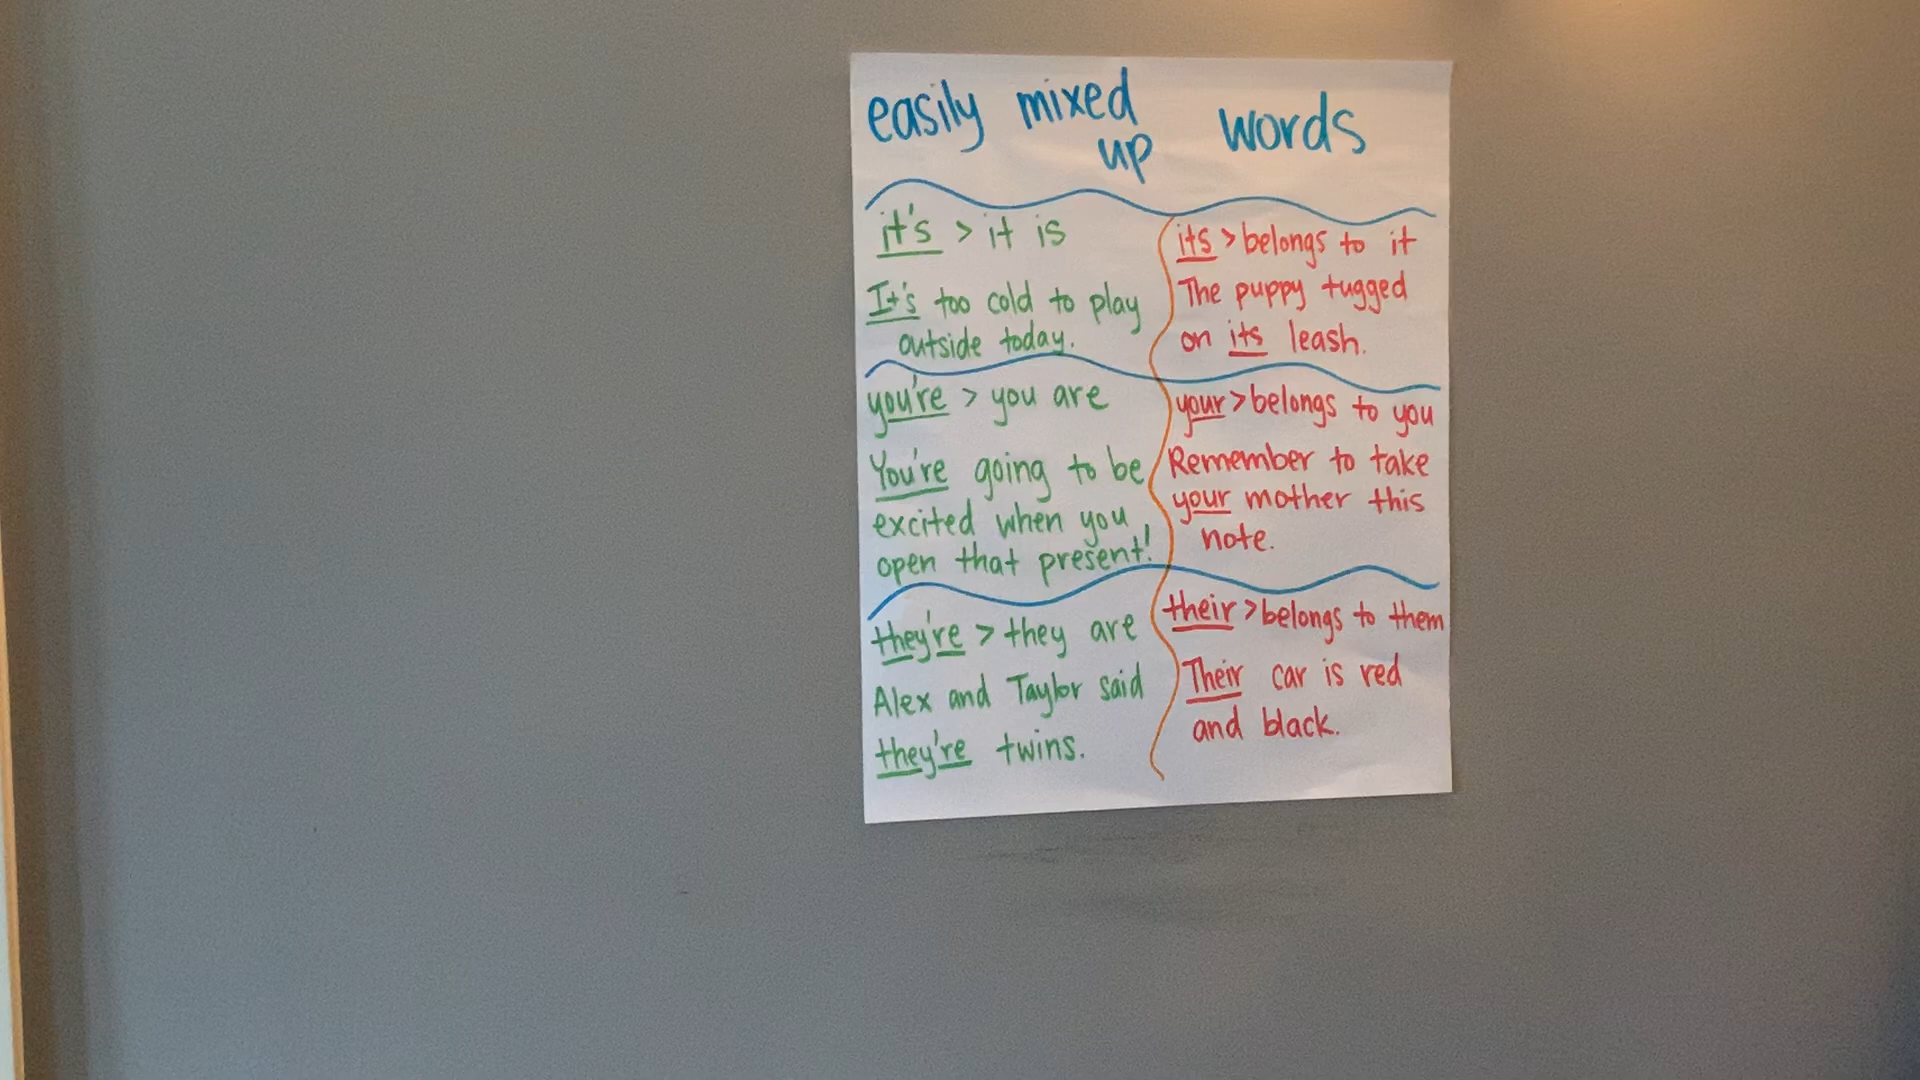 easily mixed up words
it's > it is
It's too cold to play
outside today.
its > belongs to it
The puppy tugged
on its leash.
you're > you are
You're going to be
excited when you
open that present!
your > belongs to you
Remember to take
your mother this
note.
they're > they are
Alex and Taylor said
they're twins.
their > belongs to them
Their car is red
and black.